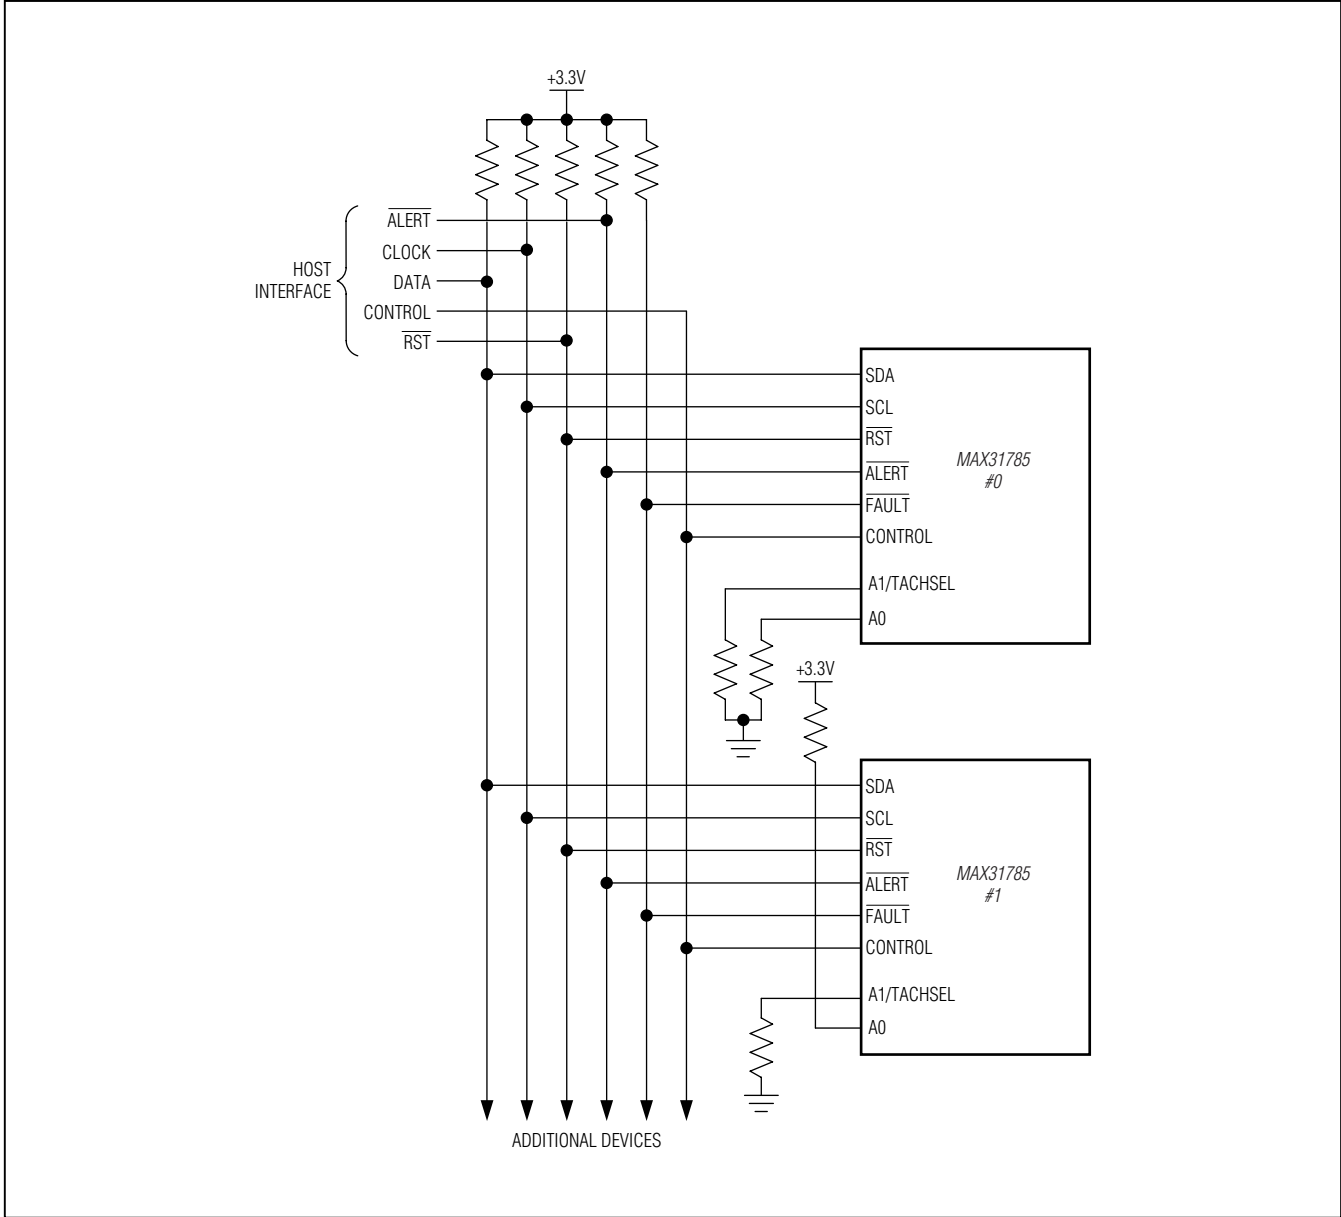 +3.3V
ALERT
CLOCK
DATA
CONTROL
RST
HOST
INTERFACE
SDA
SCL
RST
ALERT
FAULT
CONTROL
A1/TACHSEL
A0
MAX31785
#0
+3.3V
SDA
SCL
RST
ALERT
FAULT
CONTROL
A1/TACHSEL
A0
MAX31785
#1
ADDITIONAL DEVICES